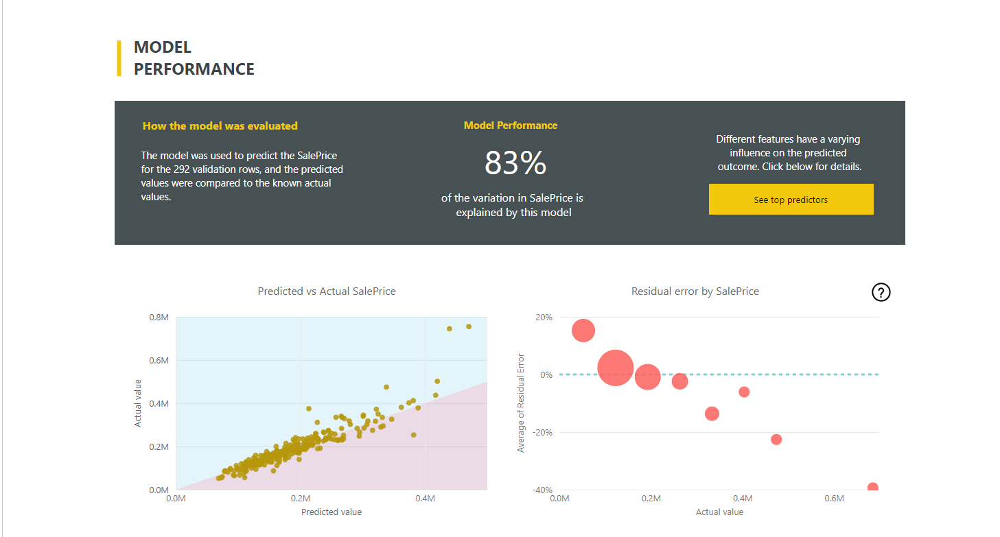 MODEL
PERFORMANCE
How the model was evaluated
The model was used to predict the SalePrice
for the 292 validation rows, and the predicted
values were compared to the known actual
values.
Model Performance
83%
of the variation in SalePrice is
explained by this model
Different features have a varying
influence on the predicted
outcome. Click below for details.
See top predictors
Predicted vs Actual SalePrice
Actual value
0.8M
0.6M
0.4M
0.2M
0.0M
0.0M 0.2M 0.4M
Predicted value
Residual error by SalePrice
?
Average of Residual Error
20%
0%
-20%
-40%
0.0M 0.2M 0.4M 0.6M
Actual value